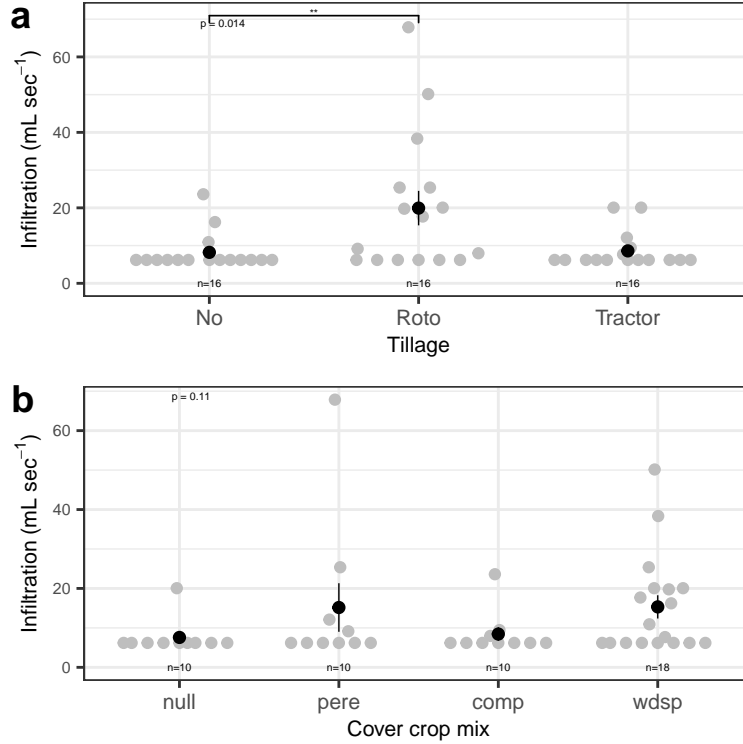 a
**
p = 0.014
60
40
20
0
Infiltration (mL sec⁻¹)
n=16 n=16 n=16
No Roto Tractor
Tillage
b
p = 0.11
60
40
20
0
Infiltration (mL sec⁻¹)
n=10 n=10 n=10 n=18
null pere comp wdsp
Cover crop mix